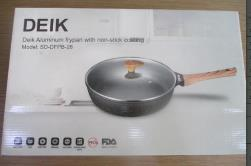 DEIK
Deik Aluminum frypan with non-stick coating
Model: SD-DFPB-28
FDA